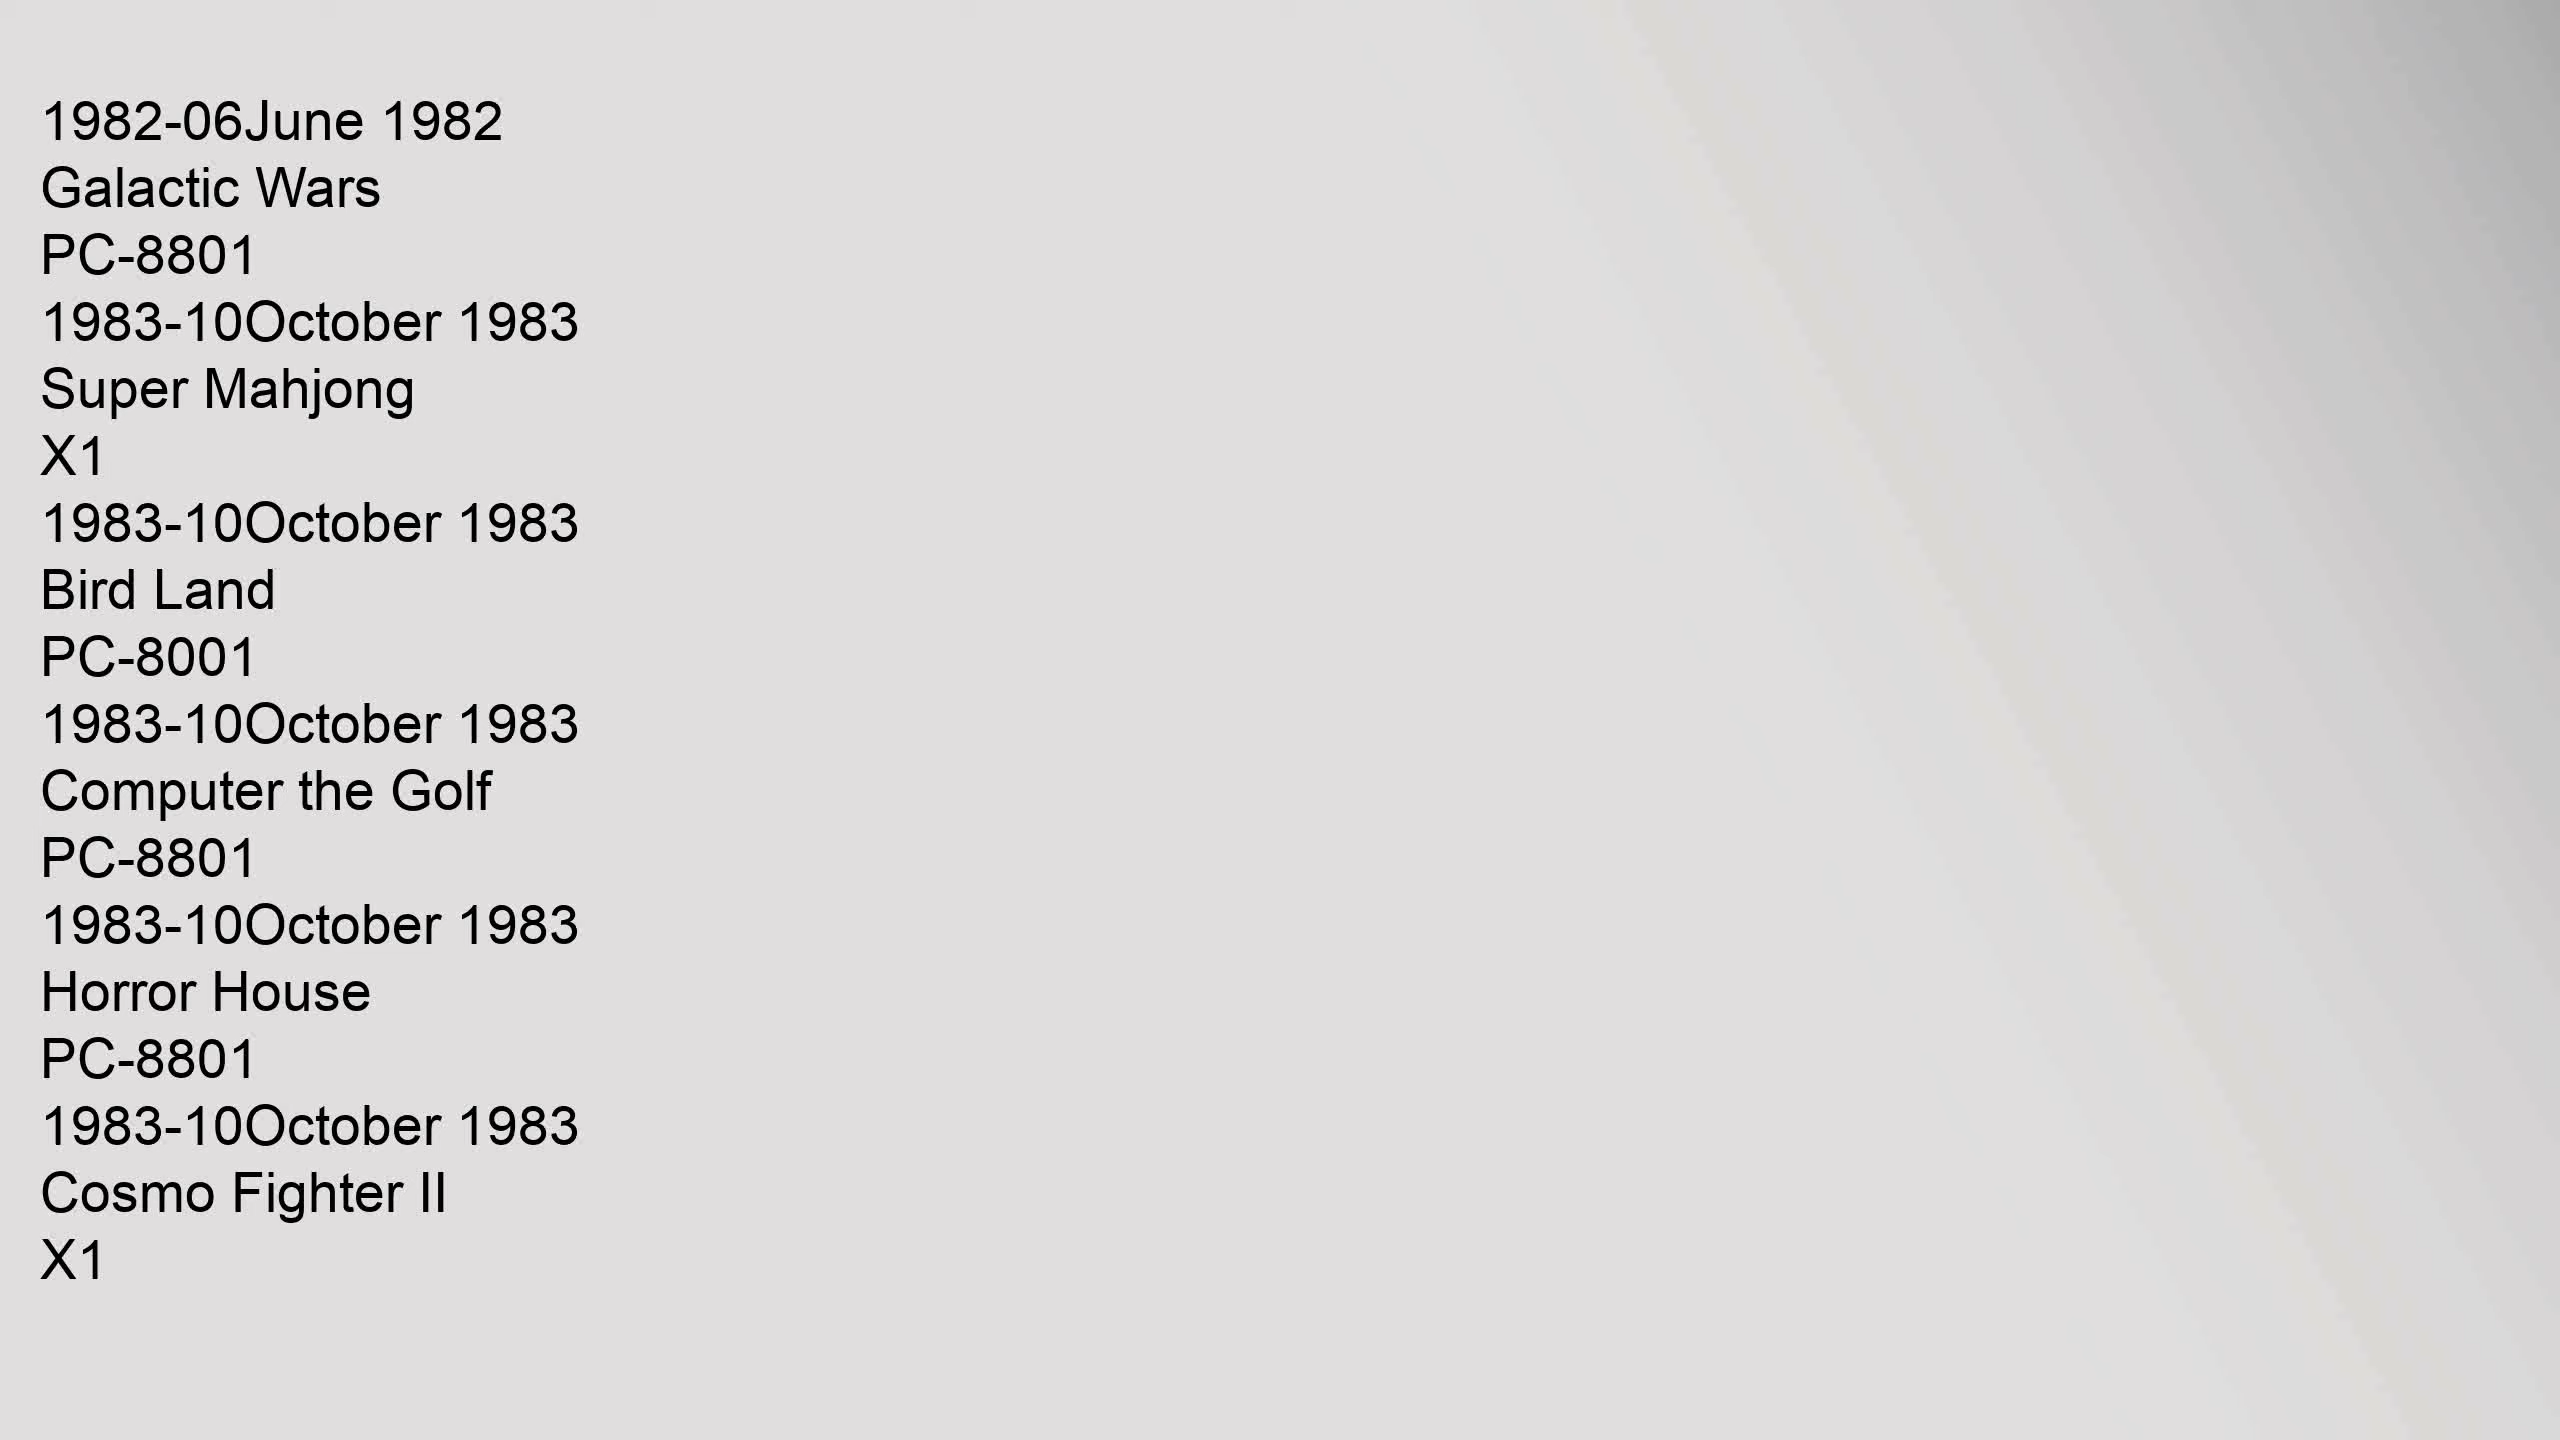 1982-06June 1982
Galactic Wars
PC-8801
1983-10October 1983
Super Mahjong
X1
1983-10October 1983
Bird Land
PC-8001
1983-10October 1983
Computer the Golf
PC-8801
1983-10October 1983
Horror House
PC-8801
1983-10October 1983
Cosmo Fighter II
X1